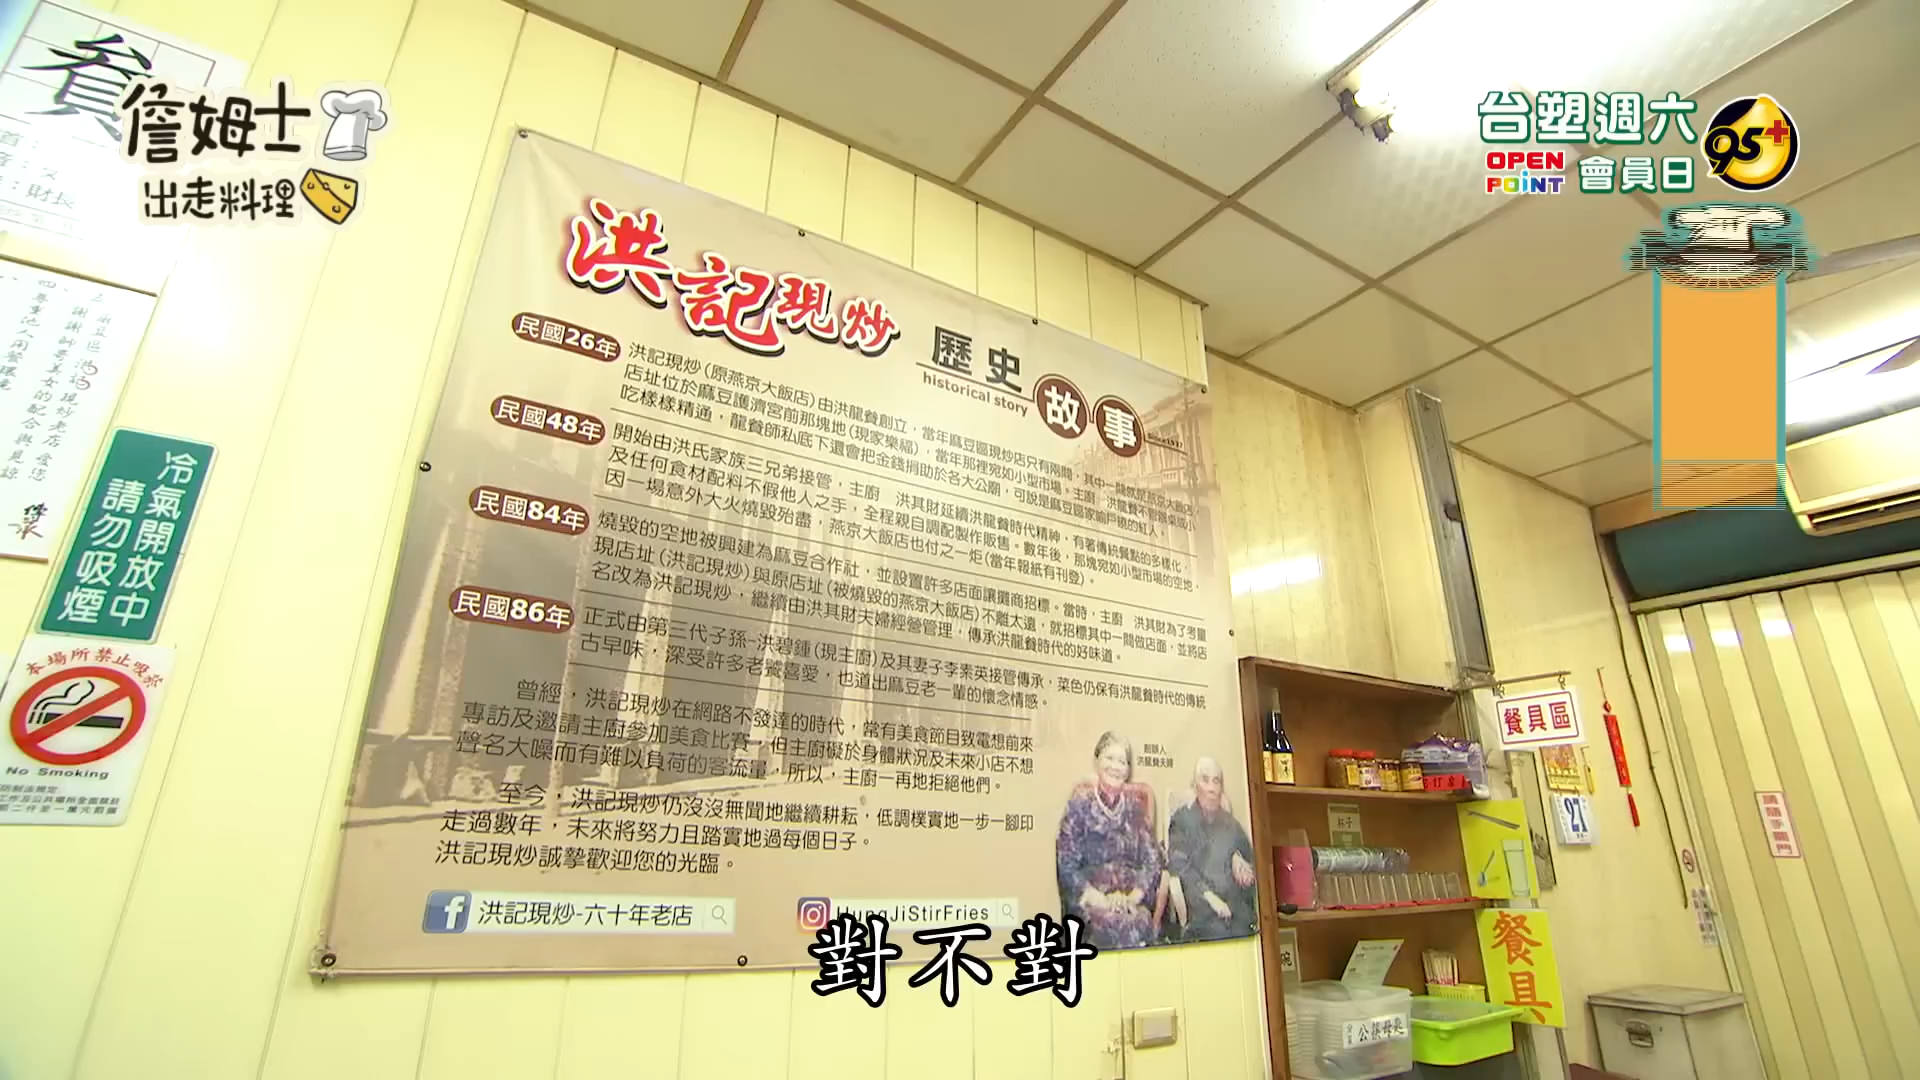 詹姆士
出走料理
台塑週六
OPEN POiNT 會員日
95+
洪記現炒 歷史故事
historical story
民國26年
洪記現炒(原燕京大飯店)由洪龍養創立，當年麻豆區現炒店只有兩間，其中一間就是燕京大飯店，
店址位於麻豆護濟宮前那塊地(現家樂福)，當年那裡宛如小型市場。主廚
吃樣樣精通，龍養師私底下還會把金錢捐助於各大公廟，可說是麻豆區家喻戶曉的紅人。
民國48年
開始由洪氏家族三兄弟接管，主廚 洪其財延續洪龍養時代精神，有著傳統餐點的多樣化，
及任何食材配料不假他人之手，全程親自調配製作販售。數年後，那塊宛如小型市場的空地，
因一場意外大火燒毀殆盡，燕京大飯店也付之一炬(當年報紙有刊登)。
民國84年
燒毀的空地被興建為麻豆合作社，並設置許多店面讓攤商招標。當時，主廚 洪其財為了考量
現店址(洪記現炒)與原店址(被燒毀的燕京大飯店)不離太遠，就招標其中一間做店面，並將店
名改為洪記現炒，繼續由洪其財夫婦經營管理，傳承洪龍養時代的好味道。
民國86年
正式由第三代子孫-洪碧鍾(現主廚)及其妻子李素英接管傳承，菜色仍保有洪龍養時代的傳統
古早味，深受許多老饕喜愛，也道出麻豆老一輩的懷念情感。
曾經，洪記現炒在網路不發達的時代，常有美食節目致電想前來
專訪及邀請主廚參加美食比賽，但主廚礙於身體狀況及未來小店不想
聲名大噪而有難以負荷的客流量，所以，主廚一再地拒絕他們。
至今，洪記現炒仍沒沒無聞地繼續耕耘，低調樸實地一步一腳印
走過數年，未來將努力且踏實地過每個日子。
洪記現炒誠摯歡迎您的光臨。
創辦人
洪龍養夫婦
洪記現炒-六十年老店
HungJiStirFries
冷氣開放中
請勿吸煙
本場所禁止吸菸
No Smoking
餐具區
27
杯子
請隨手關門
餐具
公筷母匙
對不對